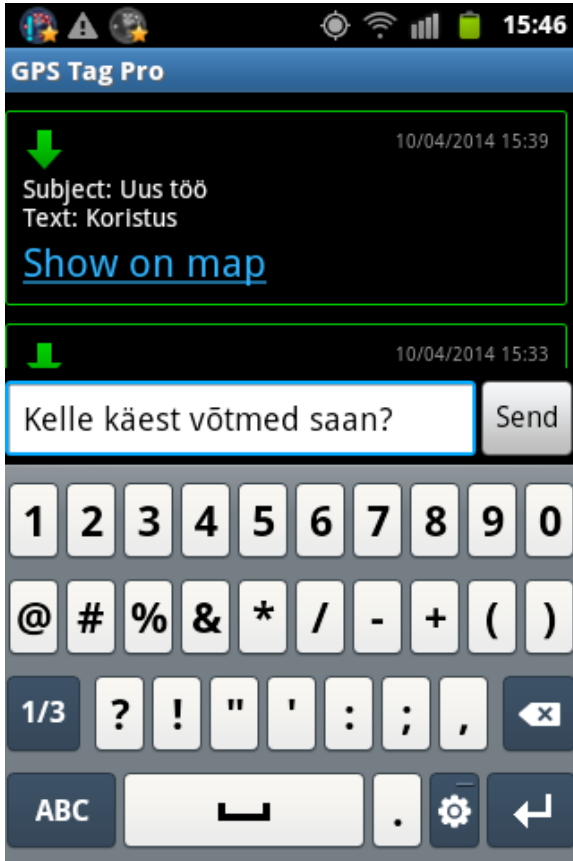 15:46
GPS Tag Pro
10/04/2014 15:39
Subject: Uus töö
Text: Koristus
Show on map
10/04/2014 15:33
Kelle käest võtmed saan?
Send
1 2 3 4 5 6 7 8 9 0
@ # % & * / - + ( )
1/3 ? ! " ' : ; ,
ABC .